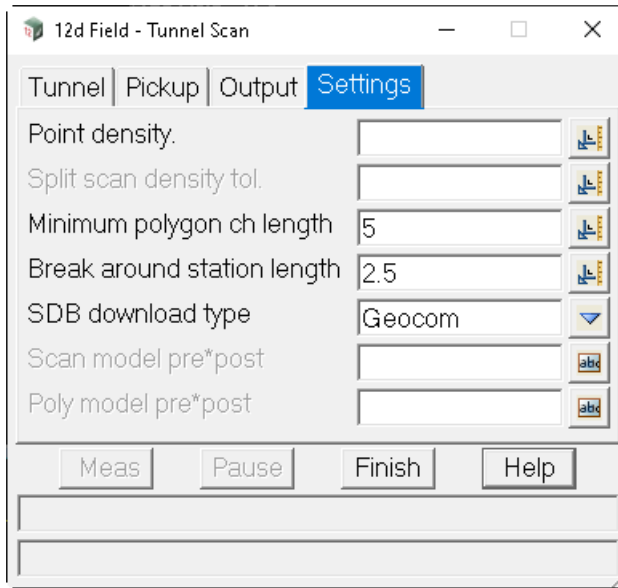 12d Field - Tunnel Scan
Tunnel Pickup Output Settings
Point density.
Split scan density tol.
Minimum polygon ch length 5
Break around station length 2.5
SDB download type Geocom
Scan model pre*post
Poly model pre*post
Meas Pause Finish Help